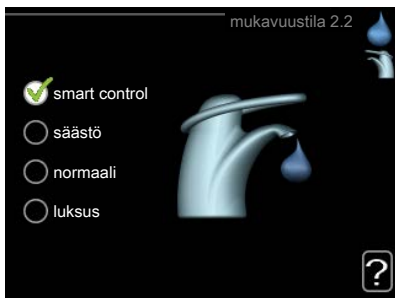 mukavuustila 2.2
smart control
säästö
normaali
luksus
?